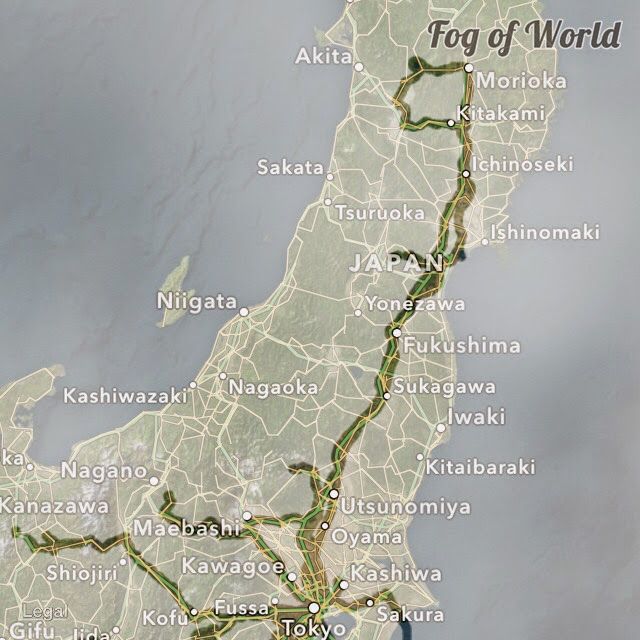 Fog of World
Akita
Morioka
Kitakami
Sakata
Ichinoseki
Tsuruoka
Ishinomaki
JAPAN
Niigata
Yonezawa
Fukushima
Kashiwazaki
Nagaoka
Sukagawa
Iwaki
ka
Nagano
Kitaibaraki
Kanazawa
Utsunomiya
Maebashi
Oyama
Shiojiri
Kawagoe
Kashiwa
Legal
Gifu
Iida
Kofu
Fussa
Sakura
Tokyo